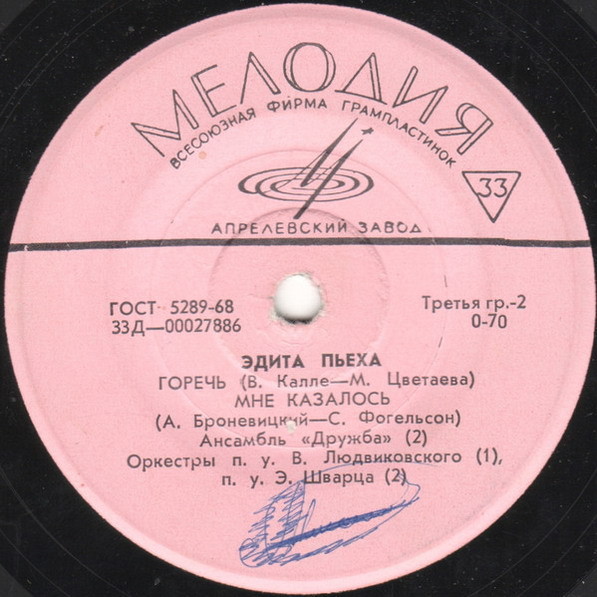 МЕЛОДИЯ
ВСЕСОЮЗНАЯ ФИРМА ГРАМПЛАСТИНОК
33
АПРЕЛЕВСКИЙ ЗАВОД
ГОСТ 5289-68
33Д—00027886
Третья гр.-2
0-70
ЭДИТА ПЬЕХА
ГОРЕЧЬ (В. Калле—М. Цветаева)
МНЕ КАЗАЛОСЬ
(А. Броневицкий—С. Фогельсон)
Ансамбль «Дружба» (2)
Оркестры п. у. В. Людвиковского (1),
п. у. Э. Шварца (2)